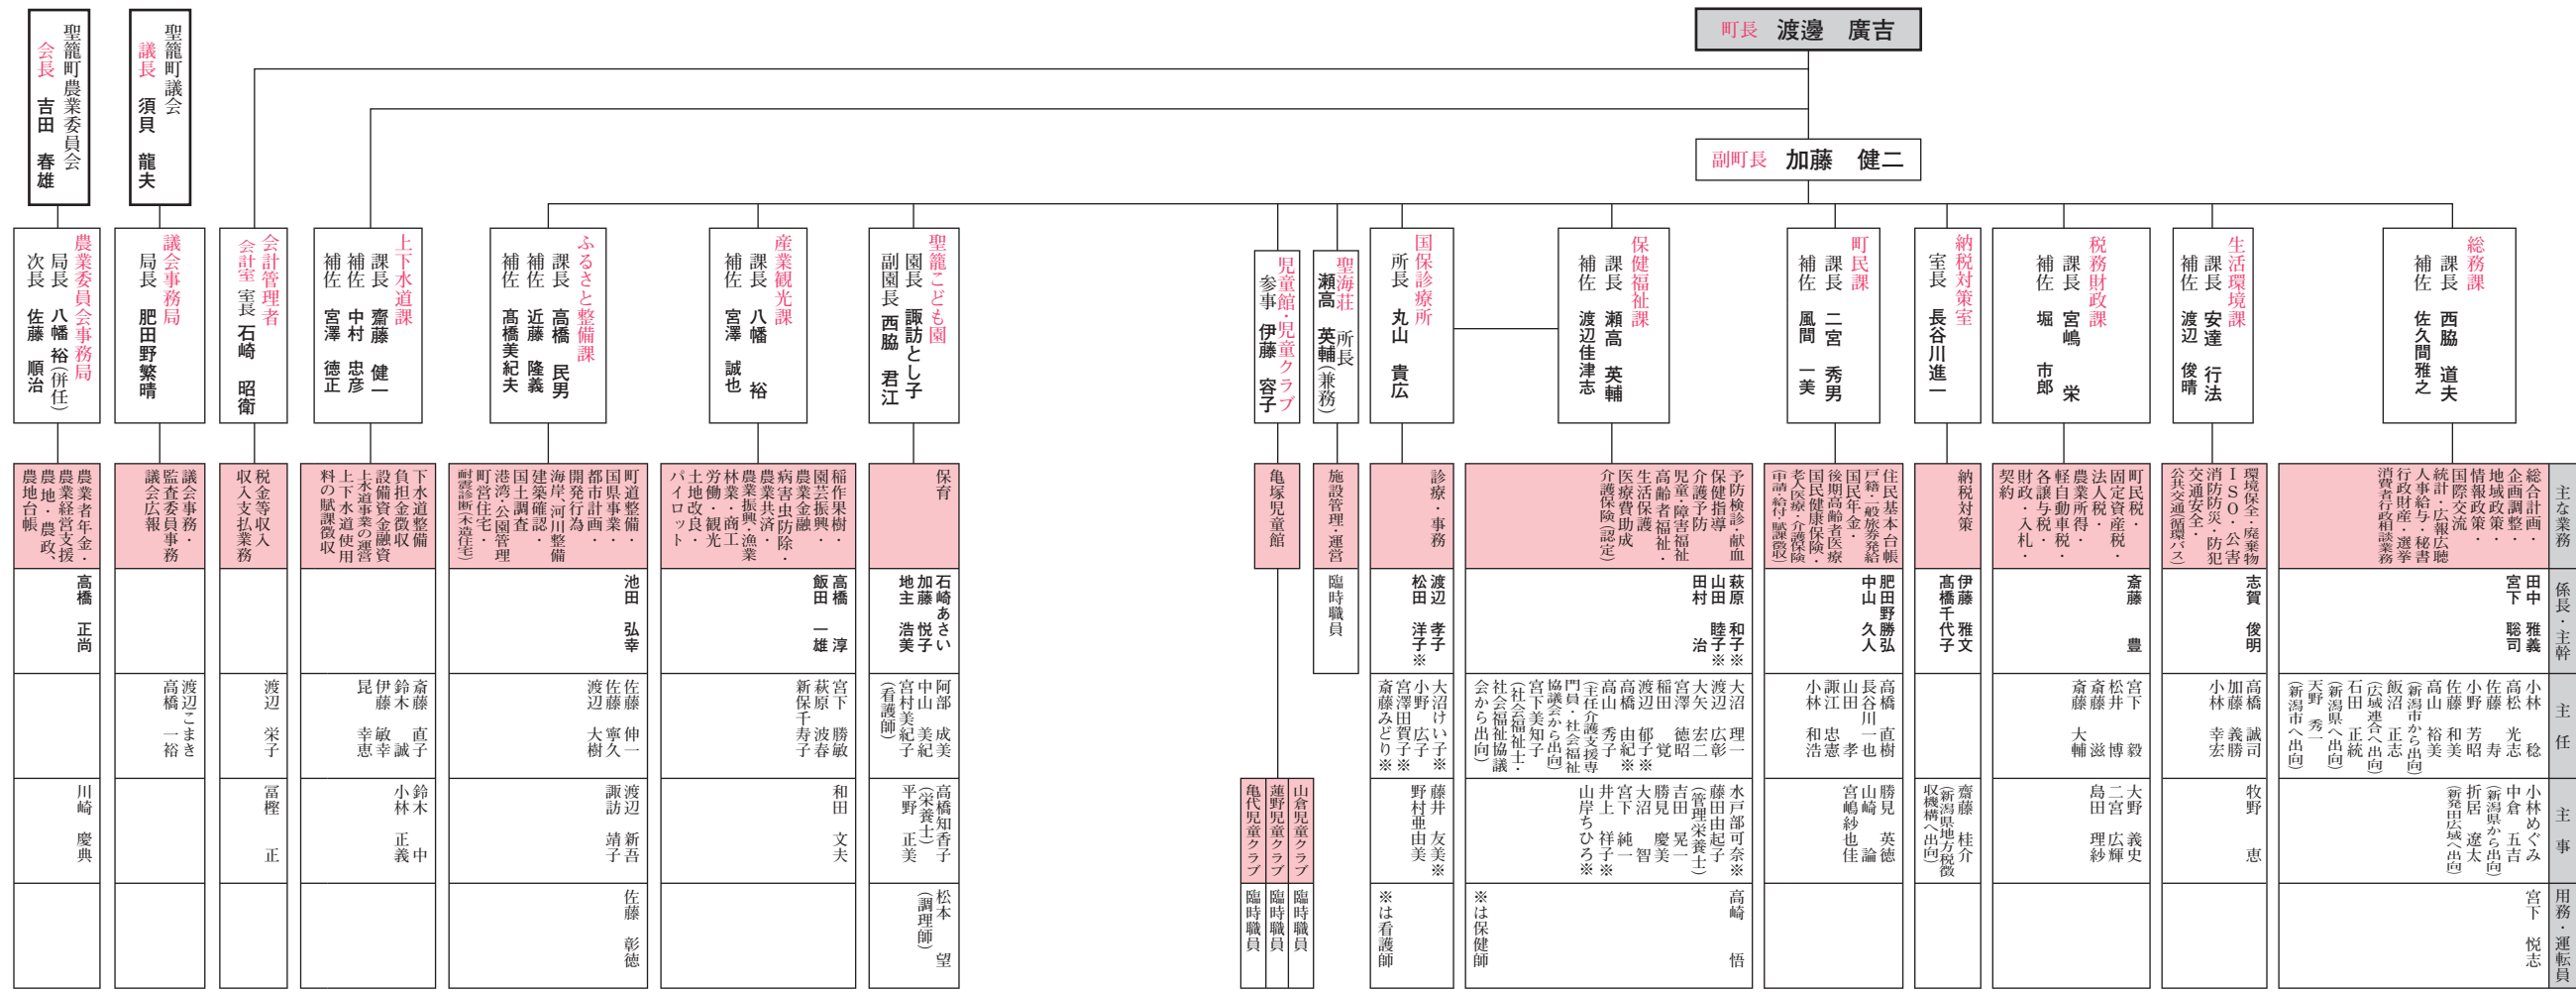 町長 渡邊 廣吉
副町長 加藤 健二
主な業務
係長・主幹
主任
主事
用務・運転員
総務課
課長 西脇 道夫
補佐 佐久間雅之
総合計画・
企画調整・
地域政策・
情報政策・
国際交流
統計・広報広聴
人事給与・秘書
行政財産・選挙
消費者行政相談業務
田中 雅義
宮下 聡司
小林 稔
高松 光志
佐藤 寿
小野 芳昭
佐藤 和美
高山 裕美
(新潟市から出向)
飯沼 正志
(広域連合へ出向)
石田 正統
(新潟県へ出向)
天野 秀一
(新潟市へ出向)
小林めぐみ
中倉 五吉
(新潟県から出向)
折居 遼太
(新発田広域へ出向)
宮下 悦志
生活環境課
課長 安達 行法
補佐 渡辺 俊晴
環境保全・廃棄物
ISO・公害
消防防災・防犯
交通安全・
公共交通(循環バス)
志賀 俊明
高橋 誠司
加藤 義勝
小林 幸宏
牧野 恵
税務財政課
課長 宮嶋 栄
補佐 堀 市郎
町民税・
固定資産税・
法人税・
農業所得・
軽自動車税・
各譲与税・
財政・入札・
契約
斎藤 豊
宮下 毅
松井 博
斎藤 滋
斎藤 大輔
大野 義史
二宮 広輝
島田 理紗
納税対策室
室長 長谷川進一
納税対策
伊藤 雅文
髙橋千代子
齋藤 桂介
(新潟県地方税徴
収機構へ出向)
町民課
課長 二宮 秀男
補佐 風間 一美
住民基本台帳
戸籍・一般旅券発給
国民年金・
後期高齢者医療
国民健康保険・
老人医療・介護保険
(申請・給付・賦課徴収)
肥田野勝弘
中山 久人
高橋 直樹
長谷川一也
山田 孝
諏江 忠憲
小林 和浩
勝見 英徳
山崎 論
宮嶋紗也佳
保健福祉課
課長 瀬高 英輔
補佐 渡辺佳津志
予防検診・献血
保健指導・
介護予防
児童・障害福祉
高齢者福祉・
生活保護
医療費助成
介護保険(認定)
萩原 和子※
山田 睦子※
田村 治
大沼 理一
渡辺 広彰
大矢 宏二
宮澤 徳昭
稲田 覚
渡辺 郁子※
高橋 由紀※
高山 秀子
(主任介護支援専
門員・社会福祉
協議会から出向)
宮下美知子
(社会福祉士・
社会福祉協議
会から出向)
水戸部可奈※
藤田由起子
(管理栄養士)
吉田 晃一
勝見 慶美
大沼 智
宮下 純一
井上 祥子※
山岸ちひろ※
高崎 悟
※は保健師
国保診療所
所長 丸山 貴広
診療・事務
渡辺 孝子
松田 洋子※
大沼けい子※
小野 広子
宮澤田賀子※
斎藤みどり※
藤井 友美※
野村亜由美
※は看護師
聖海荘 所長
瀬高 英輔(兼務)
施設管理・運営
臨時職員
児童館・児童クラブ
参事 伊藤 容子
亀塚児童館
山倉児童クラブ
蓮野児童クラブ
亀代児童クラブ
臨時職員
臨時職員
臨時職員
聖籠こども園
園長 諏訪とし子
副園長 西脇 君江
保育
石崎あさい
加藤 悦子
地主 浩美
阿部 成美
中山 美紀
宮村美紀子
(看護師)
高橋知香子
(栄養士)
平野 正美
松本 望
(調理師)
産業観光課
課長 八幡 裕
補佐 宮澤 誠也
稲作果樹・
園芸振興・
病害虫防除・
農業金融・
農業共済・
農業振興・漁業
林業・商工
労働・観光
土地改良・
パイロット
高橋 淳
飯田 一雄
宮下 勝敏
萩原 波春
新保千寿子
和田 文夫
ふるさと整備課
課長 高橋 民男
補佐 近藤 隆義
補佐 髙橋美紀夫
町道整備・
国県事業・
都市計画・
開発行為
海岸、河川整備
建築確認・
国土調査
港湾・公園管理
町営住宅・
耐震診断(木造住宅)
池田 弘幸
佐藤 伸一
佐藤 寧久
渡辺 大樹
渡辺 新吾
諏訪 靖子
佐藤 彰徳
上下水道課
課長 齋藤 健一
補佐 中村 忠彦
補佐 宮澤 徳正
下水道整備
負担金徴収
設備資金融資
上水道事業の運営
上下水道使用
料の賦課徴収
斎藤 直子
鈴木 誠
伊藤 敏幸
昆 幸恵
鈴木 中
小林 正義
会計管理者
会計室 室長 石崎 昭衛
税金等収入
収入支払業務
渡辺 栄子
冨樫 正
聖籠町議会
議長 須貝 龍夫
議会事務局
局長 肥田野繁晴
議会事務・
監査委員事務
議会広報
渡辺こまき
高橋 一裕
聖籠町農業委員会
会長 吉田 春雄
農業委員会事務局
局長 八幡 裕(併任)
次長 佐藤 順治
農業者年金・
農業経営支援
農地・農政、
農地台帳
高橋 正尚
川崎 慶典